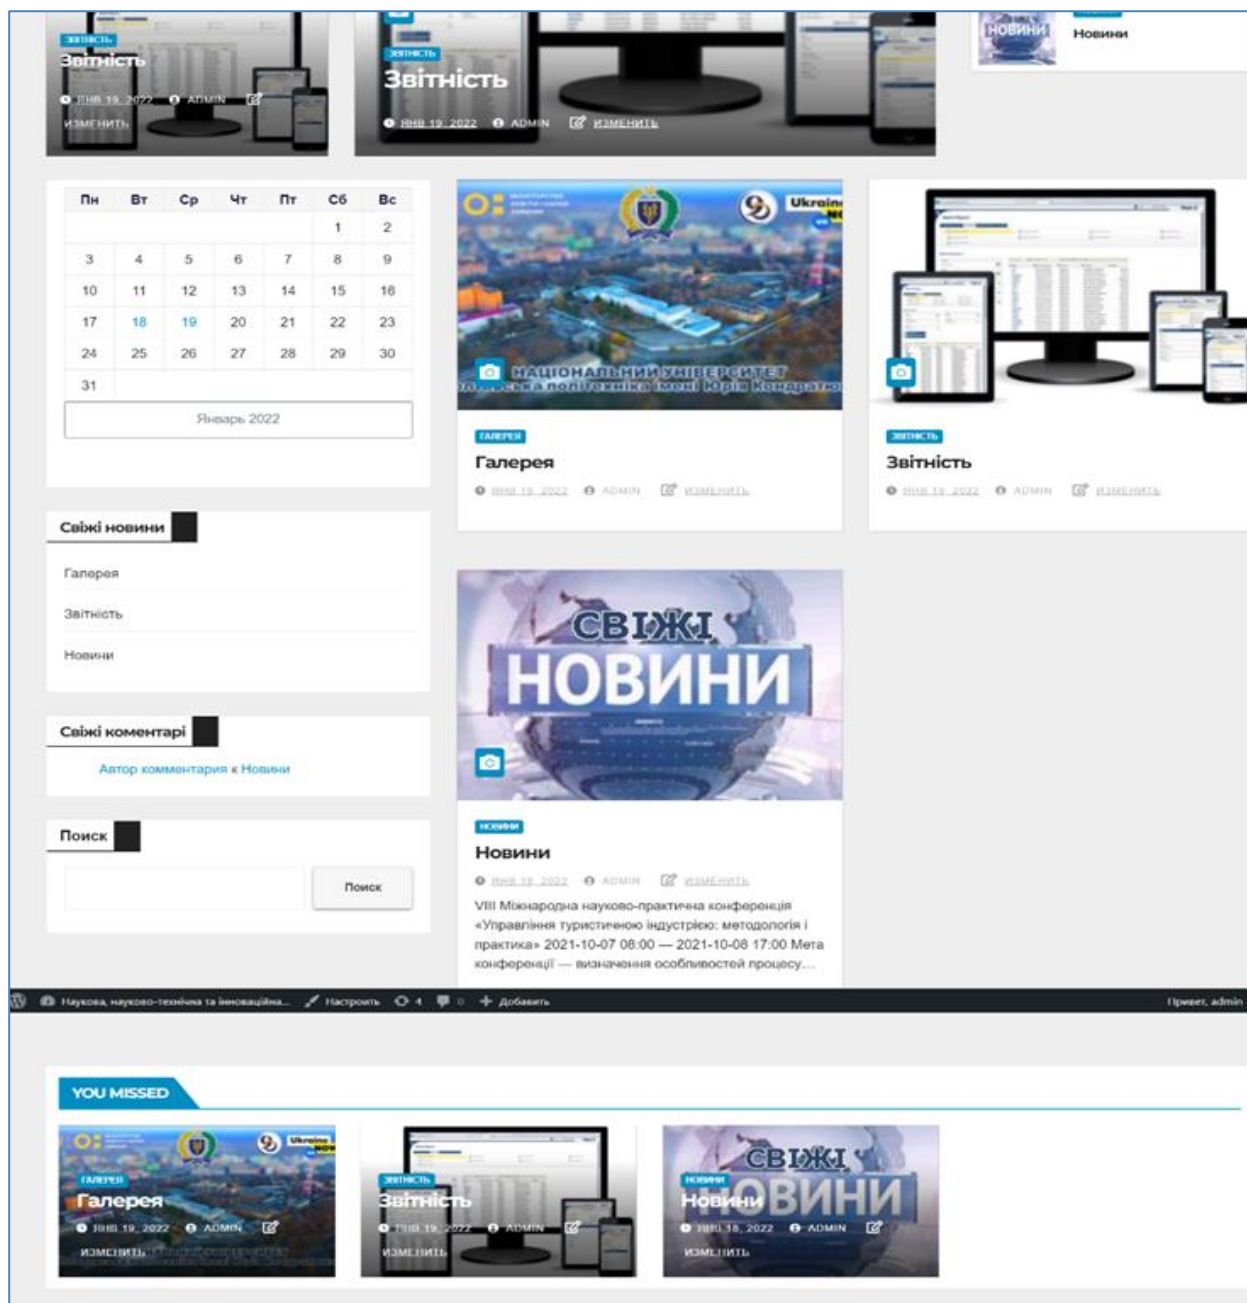 ЗВІТНІСТЬ
Звітність
ЯНВ 19, 2022 ADMIN
ИЗМЕНИТЬ
ЗВІТНІСТЬ
Звітність
ЯНВ 19, 2022 ADMIN ИЗМЕНИТЬ
НОВИНИ
Новини
Пн Вт Ср Чт Пт Сб Вс
1 2
3 4 5 6 7 8 9
10 11 12 13 14 15 16
17 18 19 20 21 22 23
24 25 26 27 28 29 30
31
Январь 2022
Свіжі новини
Галерея
Звітність
Новини
Свіжі коментарі
Автор комментария к Новини
Поиск
Поиск
Ukraine
НАЦІОНАЛЬНИЙ УНІВЕРСИТЕТ
політехніка імені Юрія
ГАЛЕРЕЯ
Галерея
ЯНВ 19, 2022 ADMIN ИЗМЕНИТЬ
ЗВІТНІСТЬ
Звітність
ЯНВ 19, 2022 ADMIN ИЗМЕНИТЬ
СВІЖІ
НОВИНИ
НОВИНИ
Новини
ЯНВ 18, 2022 ADMIN ИЗМЕНИТЬ
VIII Міжнародна науково-практична конференція
«Управління туристичною індустрією: методологія і
практика» 2021-10-07 08:00 — 2021-10-08 17:00 Мета
конференції — визначення особливостей процесу…
Наукова, науково-технічна та інноваційна... Настроить 4 0 Добавить Привет, admin
YOU MISSED
Ukraine
NOW
ГАЛЕРЕЯ
Галерея
ЯНВ 19, 2022 ADMIN
ИЗМЕНИТЬ
ЗВІТНІСТЬ
Звітність
ЯНВ 19, 2022 ADMIN
ИЗМЕНИТЬ
СВІЖІ
НОВИНИ
НОВИНИ
Новини
ЯНВ 18, 2022 ADMIN
ИЗМЕНИТЬ